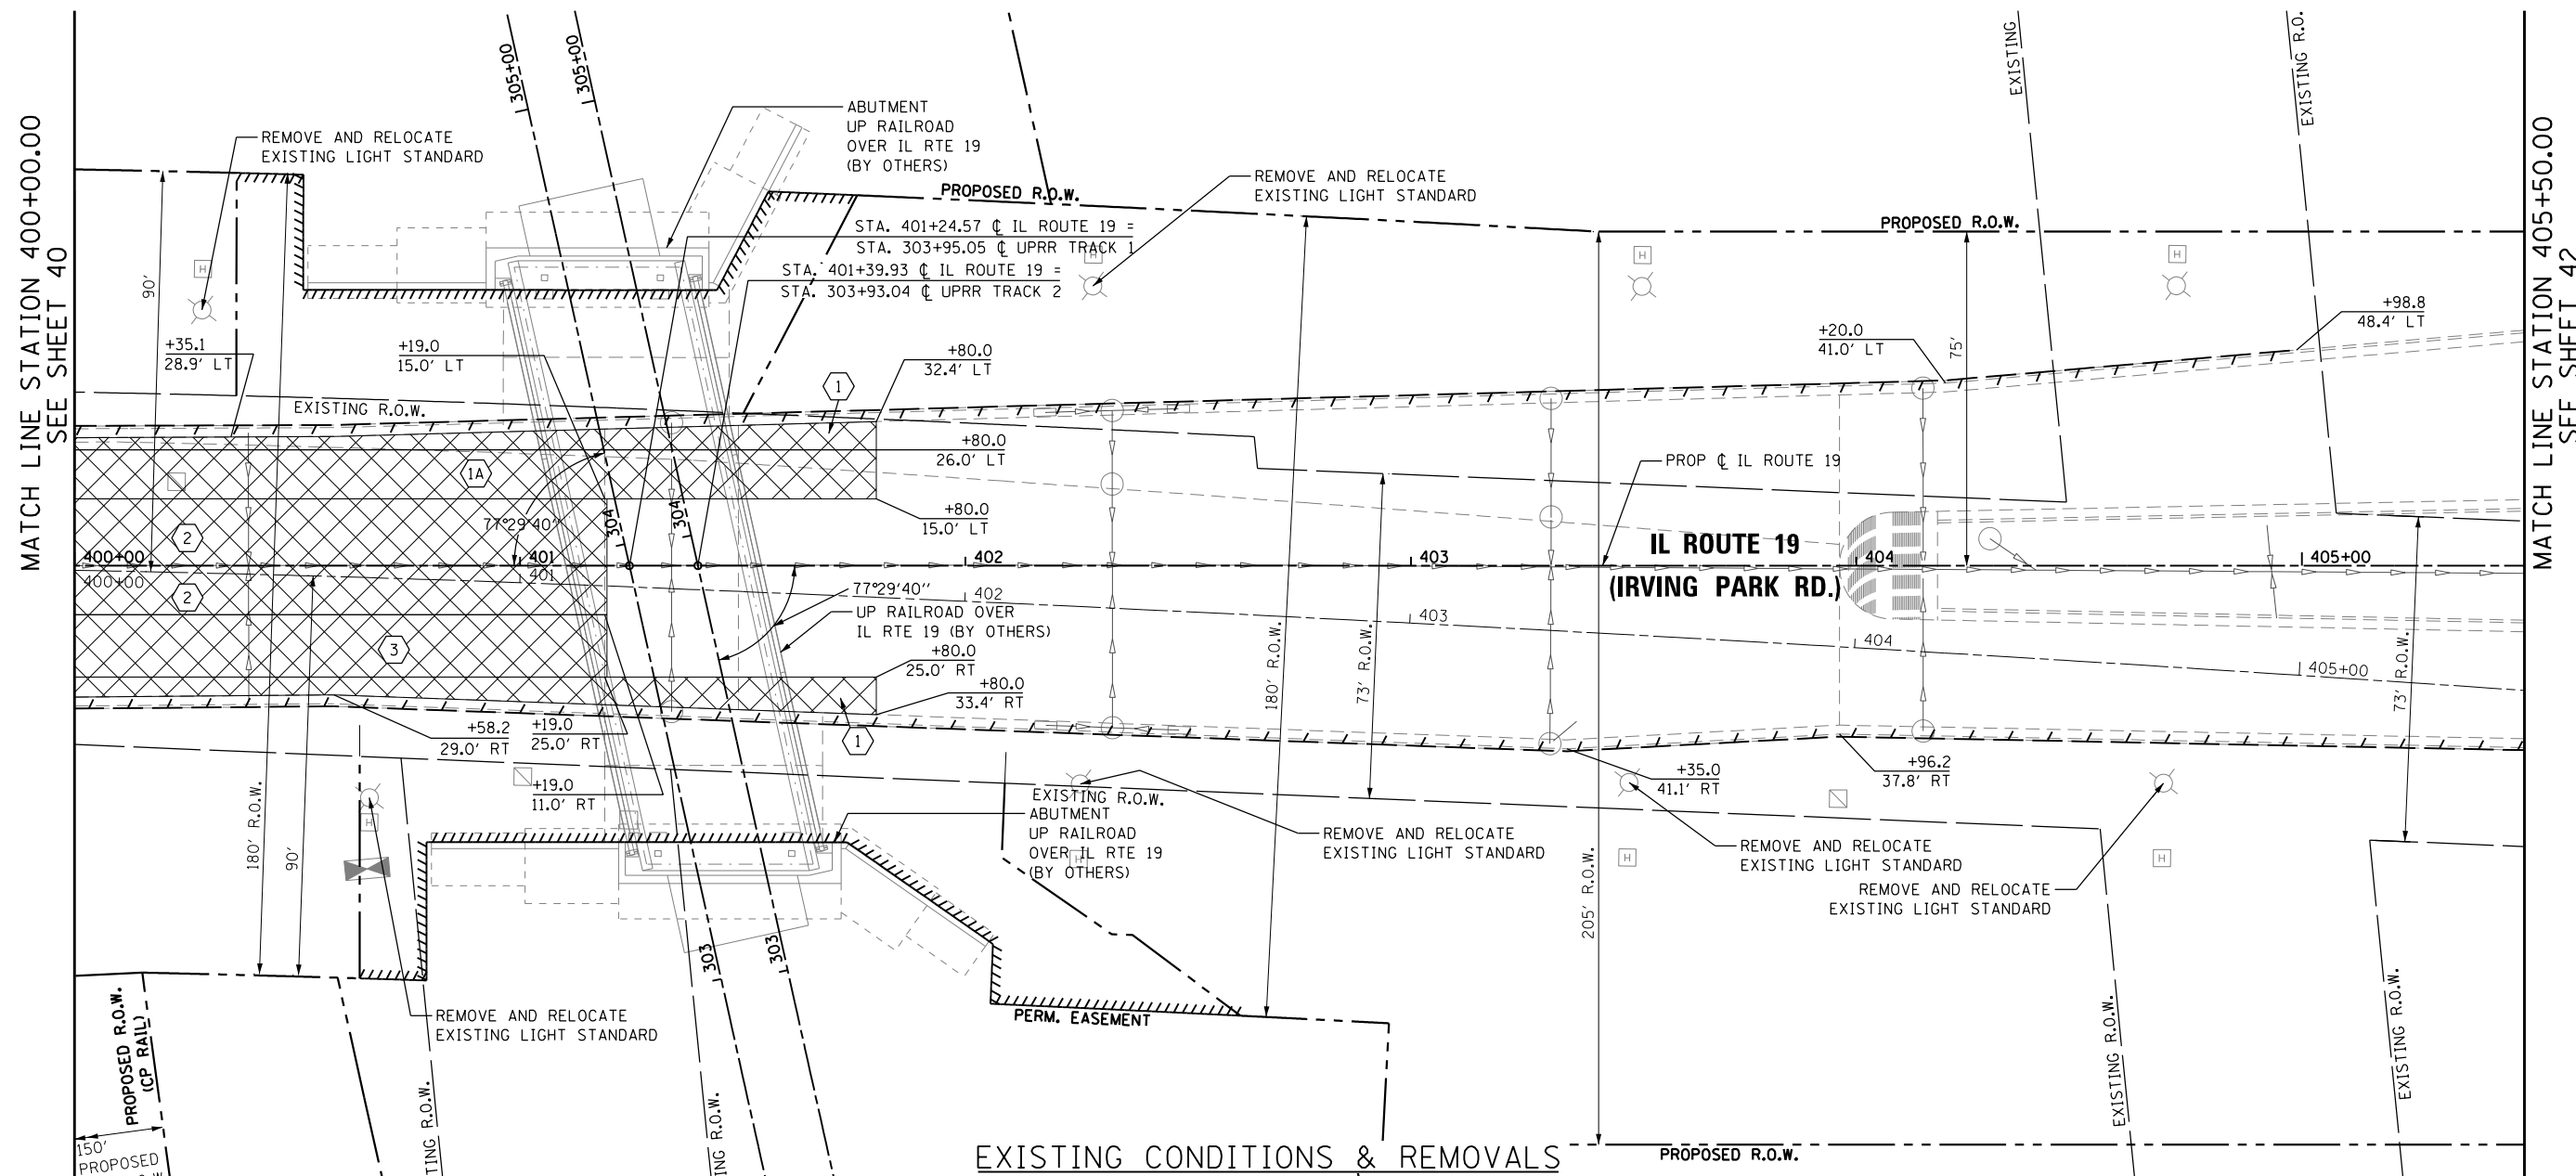 MATCH LINE STATION 400+00.00
SEE SHEET 40
305+00
305+00
REMOVE AND RELOCATE
EXISTING LIGHT STANDARD
ABUTMENT
UP RAILROAD
OVER IL RTE 19
(BY OTHERS)
REMOVE AND RELOCATE
EXISTING LIGHT STANDARD
PROPOSED R.O.W.
STA. 401+24.57 ℄ IL ROUTE 19 =
STA. 303+95.05 ℄ UPRR TRACK 1
STA. 401+39.93 ℄ IL ROUTE 19 =
STA. 303+93.04 ℄ UPRR TRACK 2
EXISTING
EXISTING R.O.
PROPOSED R.O.W.
MATCH LINE STATION 405+50.00
SEE SHEET 42
H
H
H
H
90'
+35.1
28.9' LT
+19.0
15.0' LT
+80.0
32.4' LT
1
+20.0
41.0' LT
75'
+98.8
48.4' LT
EXISTING R.O.W.
+80.0
26.0' LT
1A
+80.0
15.0' LT
PROP ℄ IL ROUTE 19
77°29'40''
304
304
2
400+00
401
402
403
404
405+00
IL ROUTE 19
(IRVING PARK RD.)
400+00
401
402
403
404
405+00
2
77°29'40''
UP RAILROAD OVER
IL RTE 19 (BY OTHERS)
3
+80.0
25.0' RT
+80.0
33.4' RT
1
180' R.O.W.
73' R.O.W.
73' R.O.W.
+58.2
29.0' RT
+19.0
25.0' RT
+19.0
11.0' RT
+35.0
41.1' RT
+96.2
37.8' RT
180' R.O.W.
90'
H
EXISTING R.O.W.
ABUTMENT
UP RAILROAD
OVER IL RTE 19
(BY OTHERS)
H
REMOVE AND RELOCATE
EXISTING LIGHT STANDARD
H
REMOVE AND RELOCATE
EXISTING LIGHT STANDARD
H
REMOVE AND RELOCATE
EXISTING LIGHT STANDARD
205' R.O.W.
303
303
REMOVE AND RELOCATE
EXISTING LIGHT STANDARD
PERM. EASEMENT
PROPOSED R.O.W.
(CP RAIL)
150'
PROPOSED
TING R.O.W.
ING R.O.W.
EXISTING R.O.W.
EXISTING R.O.W.
EXISTING CONDITIONS & REMOVALS
PROPOSED R.O.W.